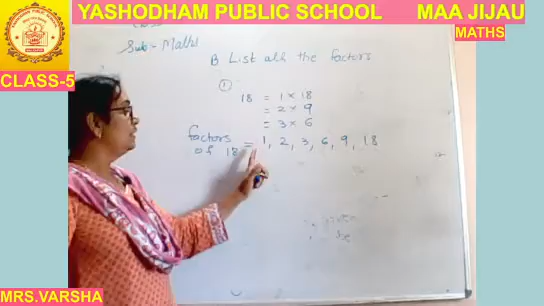 YASHODHAM PUBLIC SCHOOL MAA JIJAU
MATHS
CLASS-5
Sub- Maths
B List all the factors
1
18 = 1 × 18
= 2 × 9
= 3 × 6
factors
of 18 = 1, 2, 3, 6, 9, 18
MRS.VARSHA